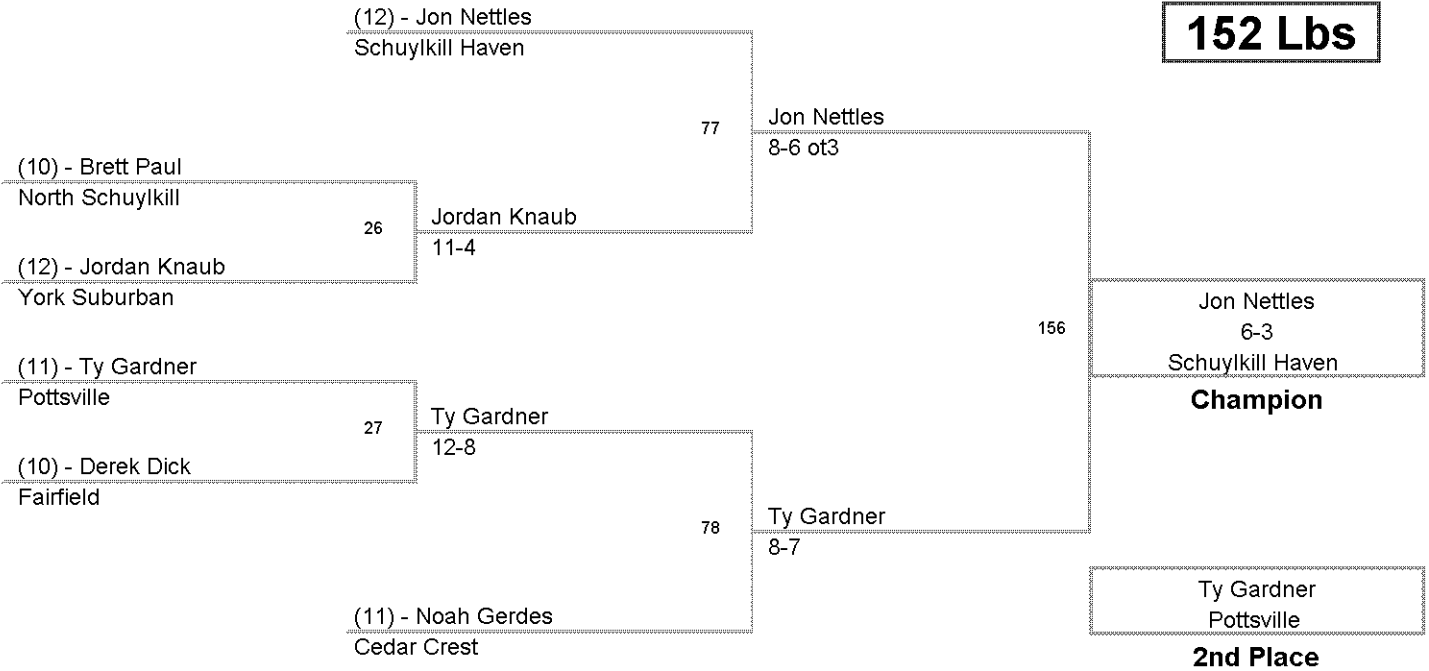 (12) - Jon Nettles
Schuylkill Haven
152 Lbs
77
Jon Nettles
8-6 ot3
(10) - Brett Paul
North Schuylkill
26
Jordan Knaub
11-4
(12) - Jordan Knaub
York Suburban
156
Jon Nettles
6-3
Schuylkill Haven
Champion
(11) - Ty Gardner
Pottsville
27
Ty Gardner
12-8
(10) - Derek Dick
Fairfield
78
Ty Gardner
8-7
(11) - Noah Gerdes
Cedar Crest
Ty Gardner
Pottsville
2nd Place